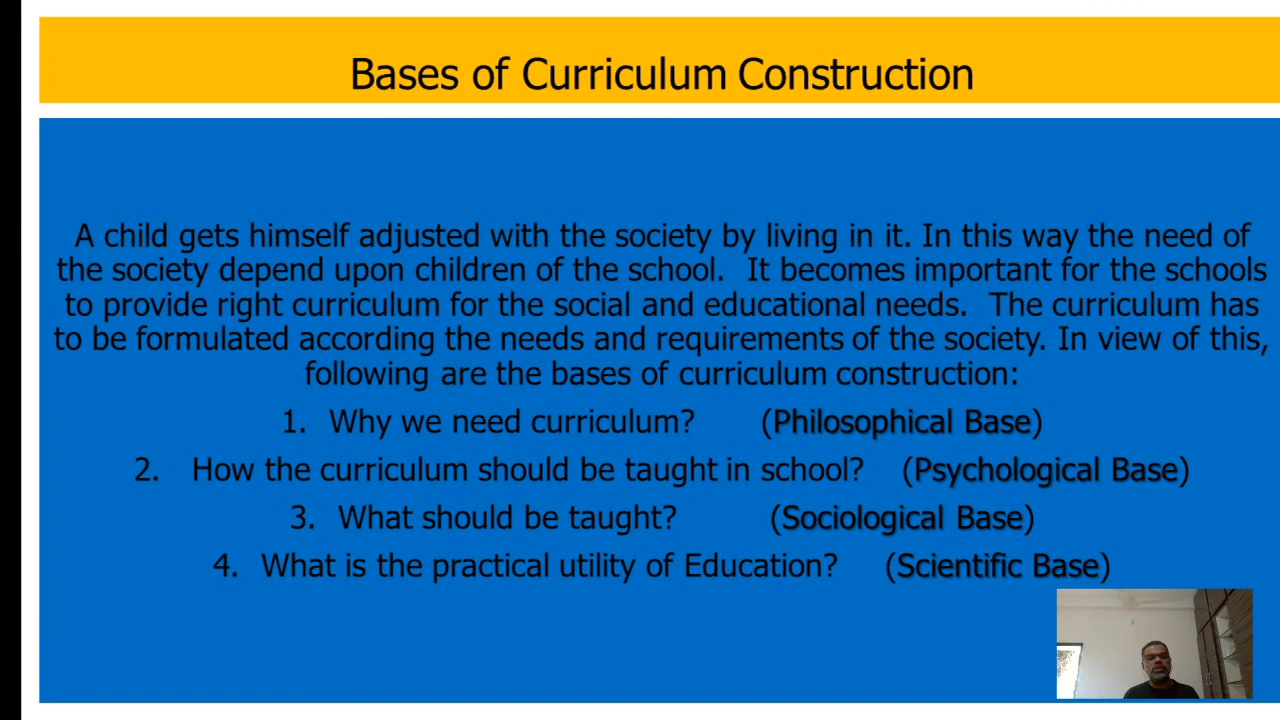 Bases of Curriculum Construction
A child gets himself adjusted with the society by living in it. In this way the need of
the society depend upon children of the school. It becomes important for the schools
to provide right curriculum for the social and educational needs. The curriculum has
to be formulated according the needs and requirements of the society. In view of this,
following are the bases of curriculum construction:
1. Why we need curriculum? (Philosophical Base)
2. How the curriculum should be taught in school? (Psychological Base)
3. What should be taught? (Sociological Base)
4. What is the practical utility of Education? (Scientific Base)